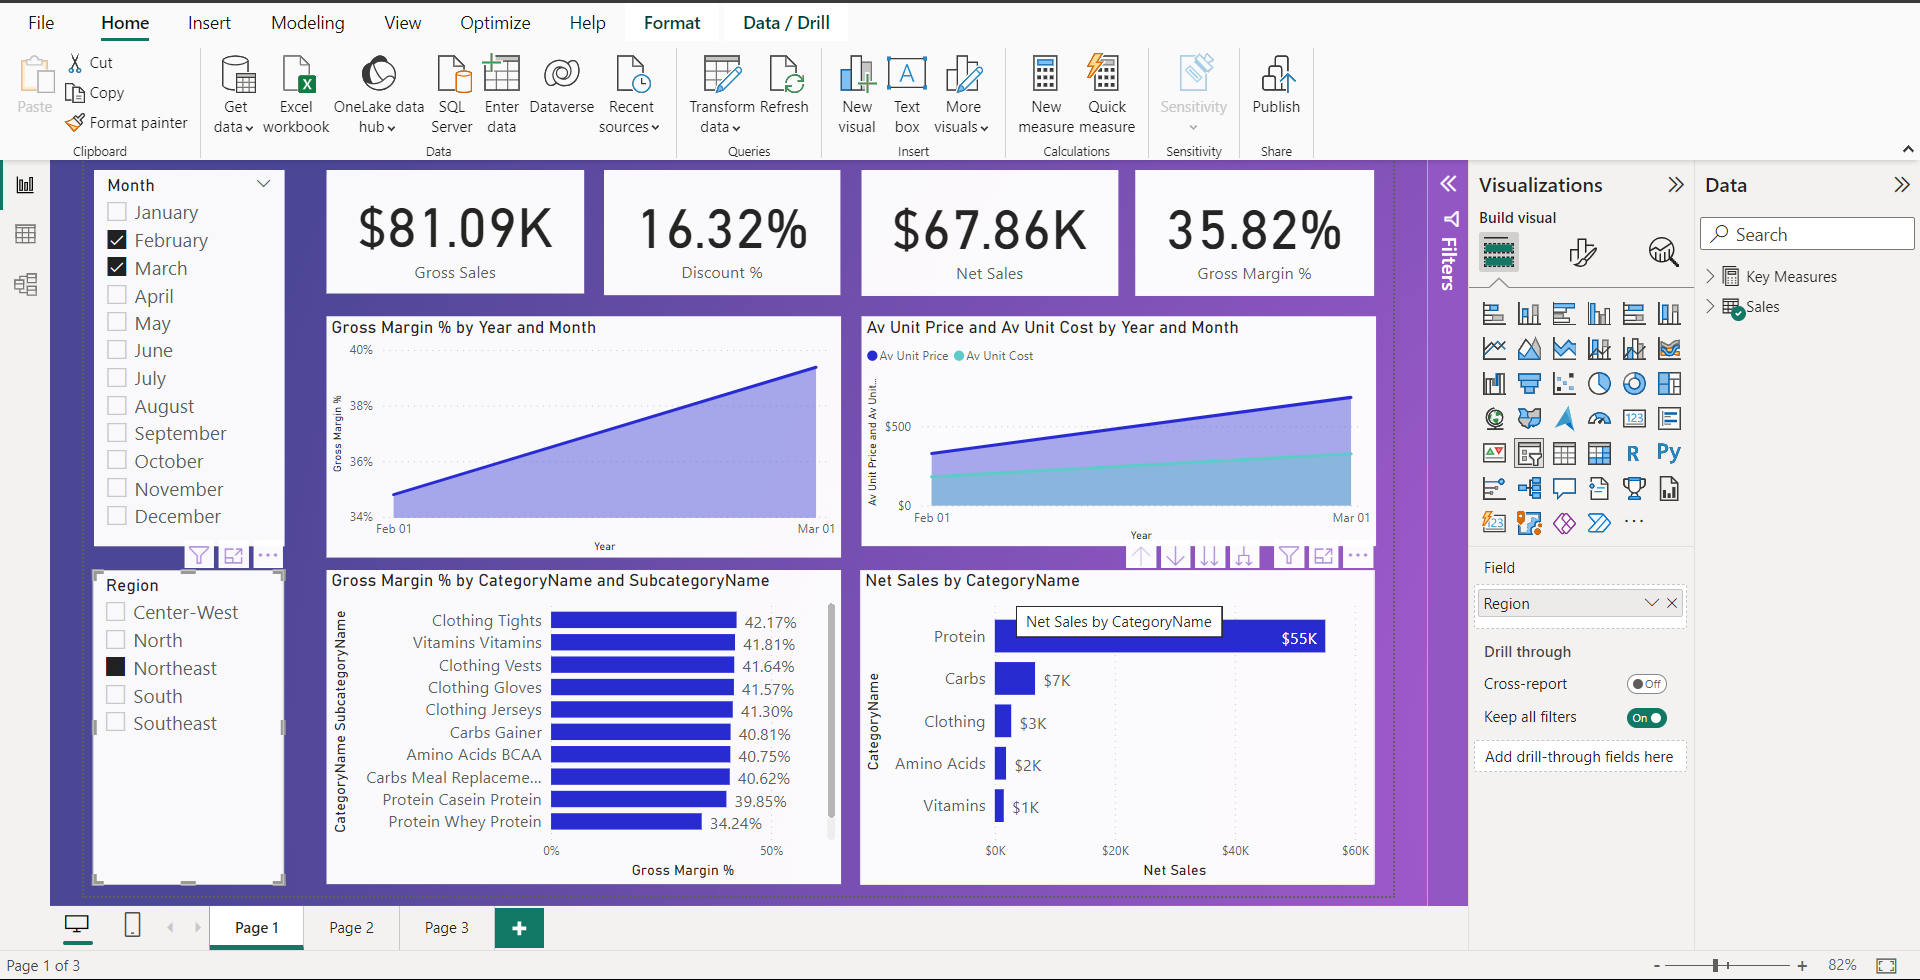 File Home Insert Modeling View Optimize Help Format Data / Drill
Paste
Cut
Copy
Format painter
Clipboard
Get data
Excel workbook
OneLake data hub
SQL Server
Enter data
Dataverse
Recent sources
Data
Transform data
Refresh
Queries
New visual
Text box
More visuals
Insert
New measure
Quick measure
Calculations
Sensitivity
Sensitivity
Publish
Share
Month
January
February
March
April
May
June
July
August
September
October
November
December
Region
Center-West
North
Northeast
South
Southeast
$81.09K
Gross Sales
16.32%
Discount %
$67.86K
Net Sales
35.82%
Gross Margin %
Gross Margin % by Year and Month
Gross Margin %
40%
38%
36%
34%
Feb 01
Mar 01
Year
Av Unit Price and Av Unit Cost by Year and Month
Av Unit Price Av Unit Cost
Av Unit Price and Av Unit...
$500
$0
Feb 01
Mar 01
Year
Gross Margin % by CategoryName and SubcategoryName
CategoryName SubcategoryName
Clothing Tights 42.17%
Vitamins Vitamins 41.81%
Clothing Vests 41.64%
Clothing Gloves 41.57%
Clothing Jerseys 41.30%
Carbs Gainer 40.81%
Amino Acids BCAA 40.75%
Carbs Meal Replaceme... 40.62%
Protein Casein Protein 39.85%
Protein Whey Protein 34.24%
0% 50%
Gross Margin %
Net Sales by CategoryName
Net Sales by CategoryName
CategoryName
Protein $55K
Carbs $7K
Clothing $3K
Amino Acids $2K
Vitamins $1K
$0K $20K $40K $60K
Net Sales
Filters
Visualizations
Build visual
123
R
Py
123
Field
Region
Drill through
Cross-report Off
Keep all filters On
Add drill-through fields here
Data
Search
Key Measures
Sales
Page 1 Page 2 Page 3
Page 1 of 3
82%